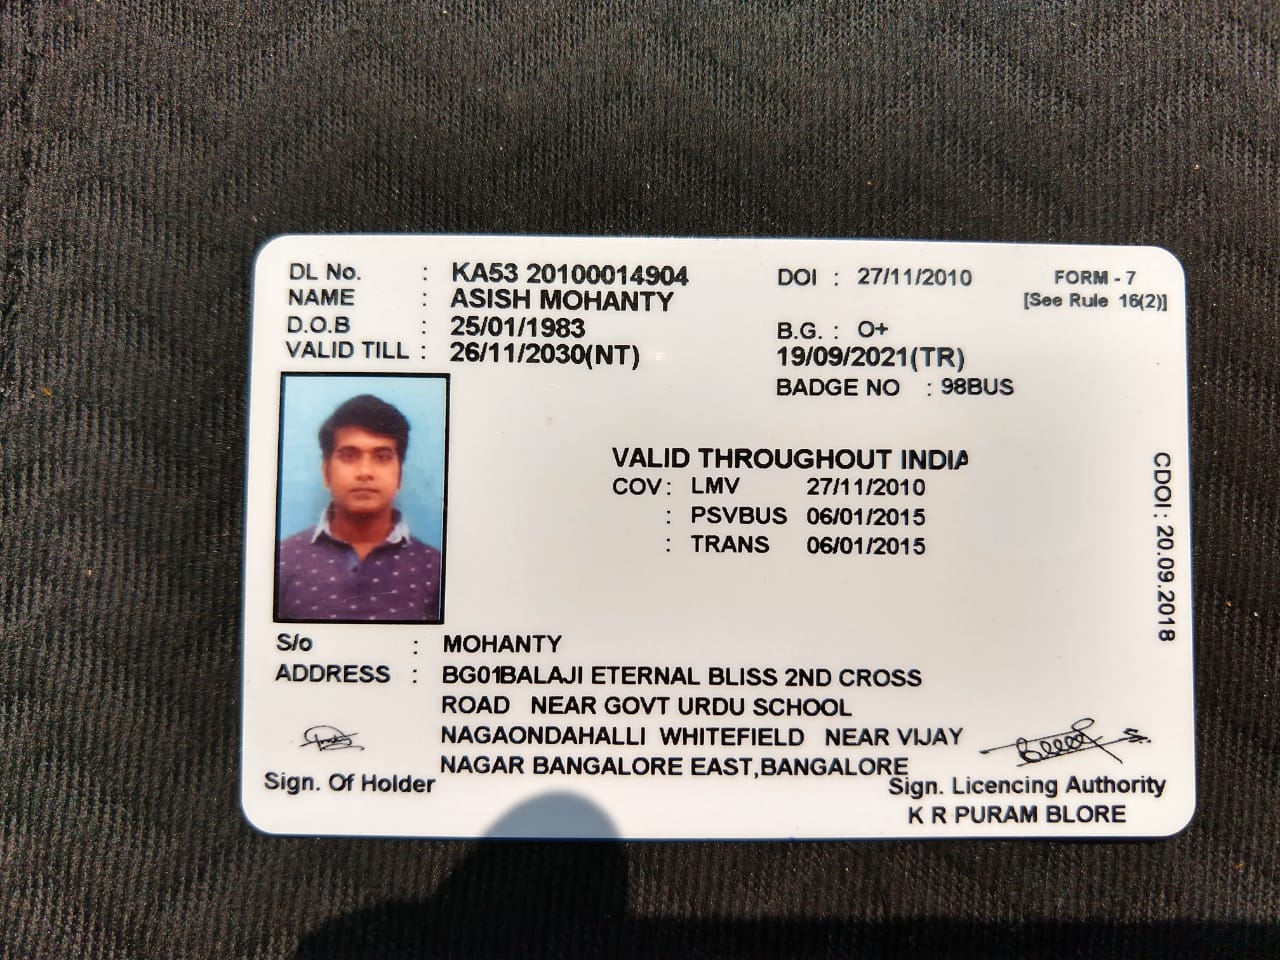 DL No. : KA53 20100014904 DOI : 27/11/2010 FORM - 7
NAME : ASISH MOHANTY [See Rule 16(2)]
D.O.B : 25/01/1983 B.G. : O+
VALID TILL : 26/11/2030(NT) 19/09/2021(TR)
BADGE NO : 98BUS
VALID THROUGHOUT INDIA
COV : LMV 27/11/2010
: PSVBUS 06/01/2015
: TRANS 06/01/2015
CDOI : 20.09.2018
S/o : MOHANTY
ADDRESS : BG01BALAJI ETERNAL BLISS 2ND CROSS
ROAD NEAR GOVT URDU SCHOOL
NAGAONDAHALLI WHITEFIELD NEAR VIJAY
NAGAR BANGALORE EAST,BANGALORE
Sign. Of Holder Sign. Licencing Authority
K R PURAM BLORE